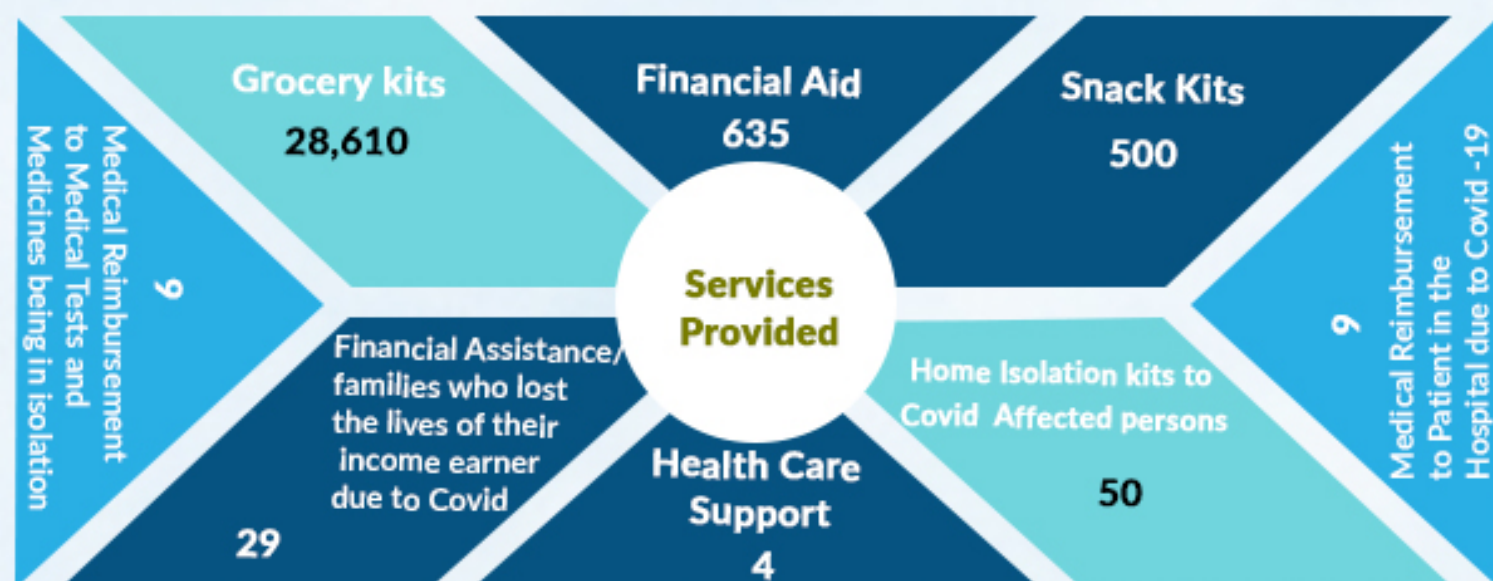 Grocery kits
28,610
Financial Aid
635
Snack Kits
500
Medical Reimbursement
to Medical Tests and
Medicines being in isolation
Services
Provided
Medical Reimbursement
to Patient in the
Hospital due to Covid -19
Financial Assistance/
families who lost
the lives of their
income earner
due to Covid
29
Health Care
Support
4
Home Isolation kits to
Covid Affected persons
50